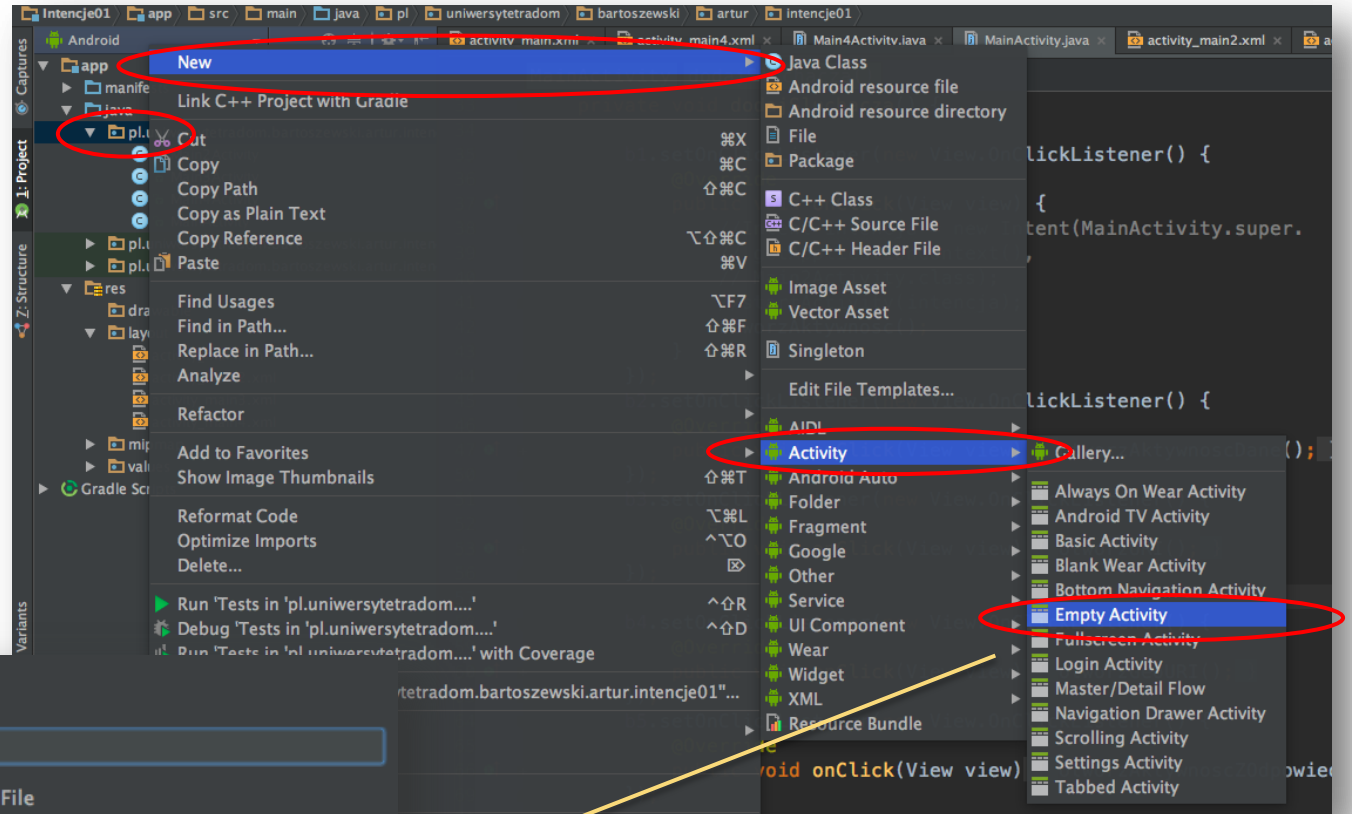 Intencje01 app src main java pl uniwersytetradom bartoszewski artur intencje01
Android activity_main.xml activity_main4.xml Main4Activity.java MainActivity.java activity_main2.xml
Captures
1: Project
Z: Structure
Variants
app
manife
java
pl.u
pl.u
pl.u
res
dra
layo
mip
valu
Gradle Scr
New
Link C++ Project with Gradle
Cut ⌘X
Copy ⌘C
Copy Path ⇧⌘C
Copy as Plain Text
Copy Reference ⌥⇧⌘C
Paste ⌘V
Find Usages ⌥F7
Find in Path... ⇧⌘F
Replace in Path... ⇧⌘R
Analyze
Refactor
Add to Favorites
Show Image Thumbnails ⇧⌘T
Reformat Code ⌥⌘L
Optimize Imports ^⌥O
Delete... ⌦
Run 'Tests in 'pl.uniwersytetradom....' ^⇧R
Debug 'Tests in 'pl.uniwersytetradom....' ^⇧D
Run 'Tests in 'pl.uniwersytetradom....' with Coverage
ytetradom.bartoszewski.artur.intencje01"...
File
Java Class
Android resource file
Android resource directory
File
Package
C++ Class
C/C++ Source File
C/C++ Header File
Image Asset
Vector Asset
Singleton
Edit File Templates...
AIDL
Activity
Android Auto
Folder
Fragment
Google
Other
Service
UI Component
Wear
Widget
XML
Resource Bundle
Gallery...
Always On Wear Activity
Android TV Activity
Basic Activity
Blank Wear Activity
Bottom Navigation Activity
Empty Activity
Fullscreen Activity
Login Activity
Master/Detail Flow
Navigation Drawer Activity
Scrolling Activity
Settings Activity
Tabbed Activity
lickListener() {
{
tent(MainActivity.super.
lickListener() {
();
void onClick(View view)